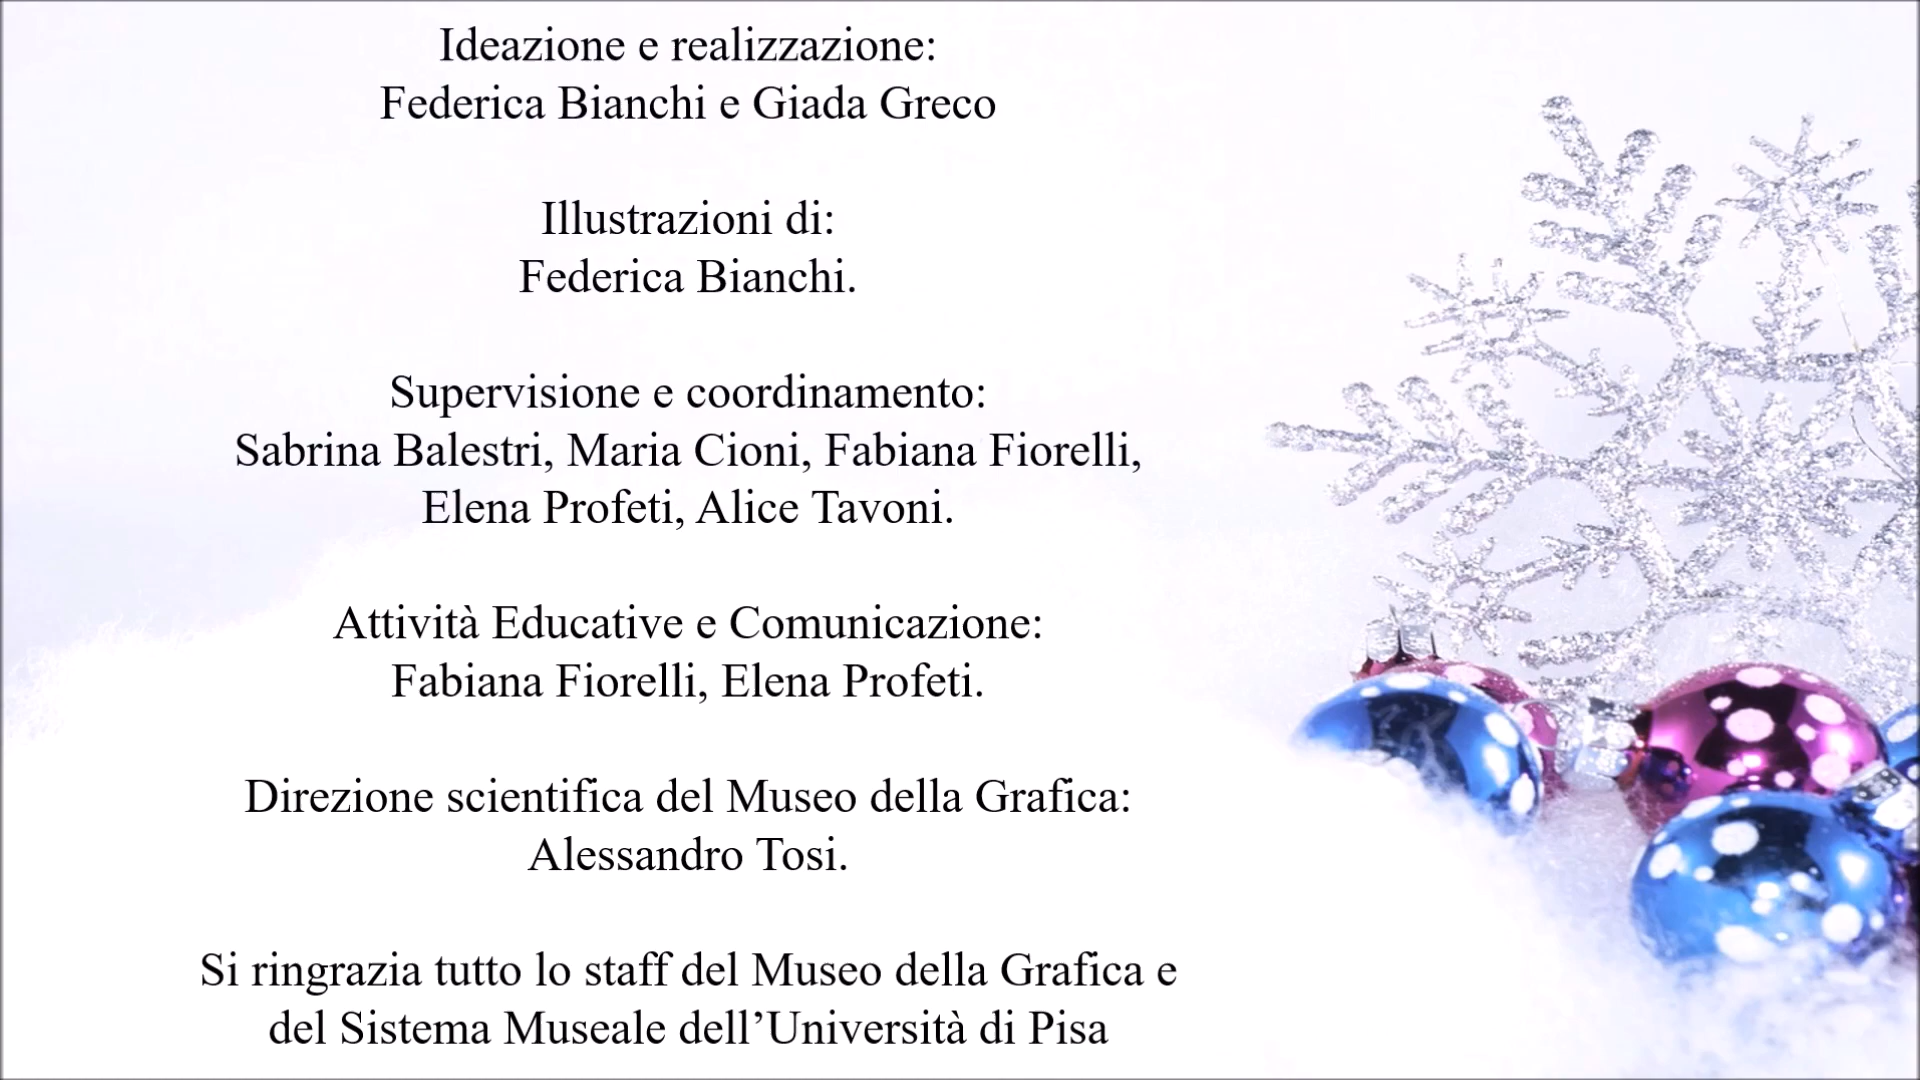 Ideazione e realizzazione:
Federica Bianchi e Giada Greco
Illustrazioni di:
Federica Bianchi.
Supervisione e coordinamento:
Sabrina Balestri, Maria Cioni, Fabiana Fiorelli,
Elena Profeti, Alice Tavoni.
Attività Educative e Comunicazione:
Fabiana Fiorelli, Elena Profeti.
Direzione scientifica del Museo della Grafica:
Alessandro Tosi.
Si ringrazia tutto lo staff del Museo della Grafica e
del Sistema Museale dell’Università di Pisa